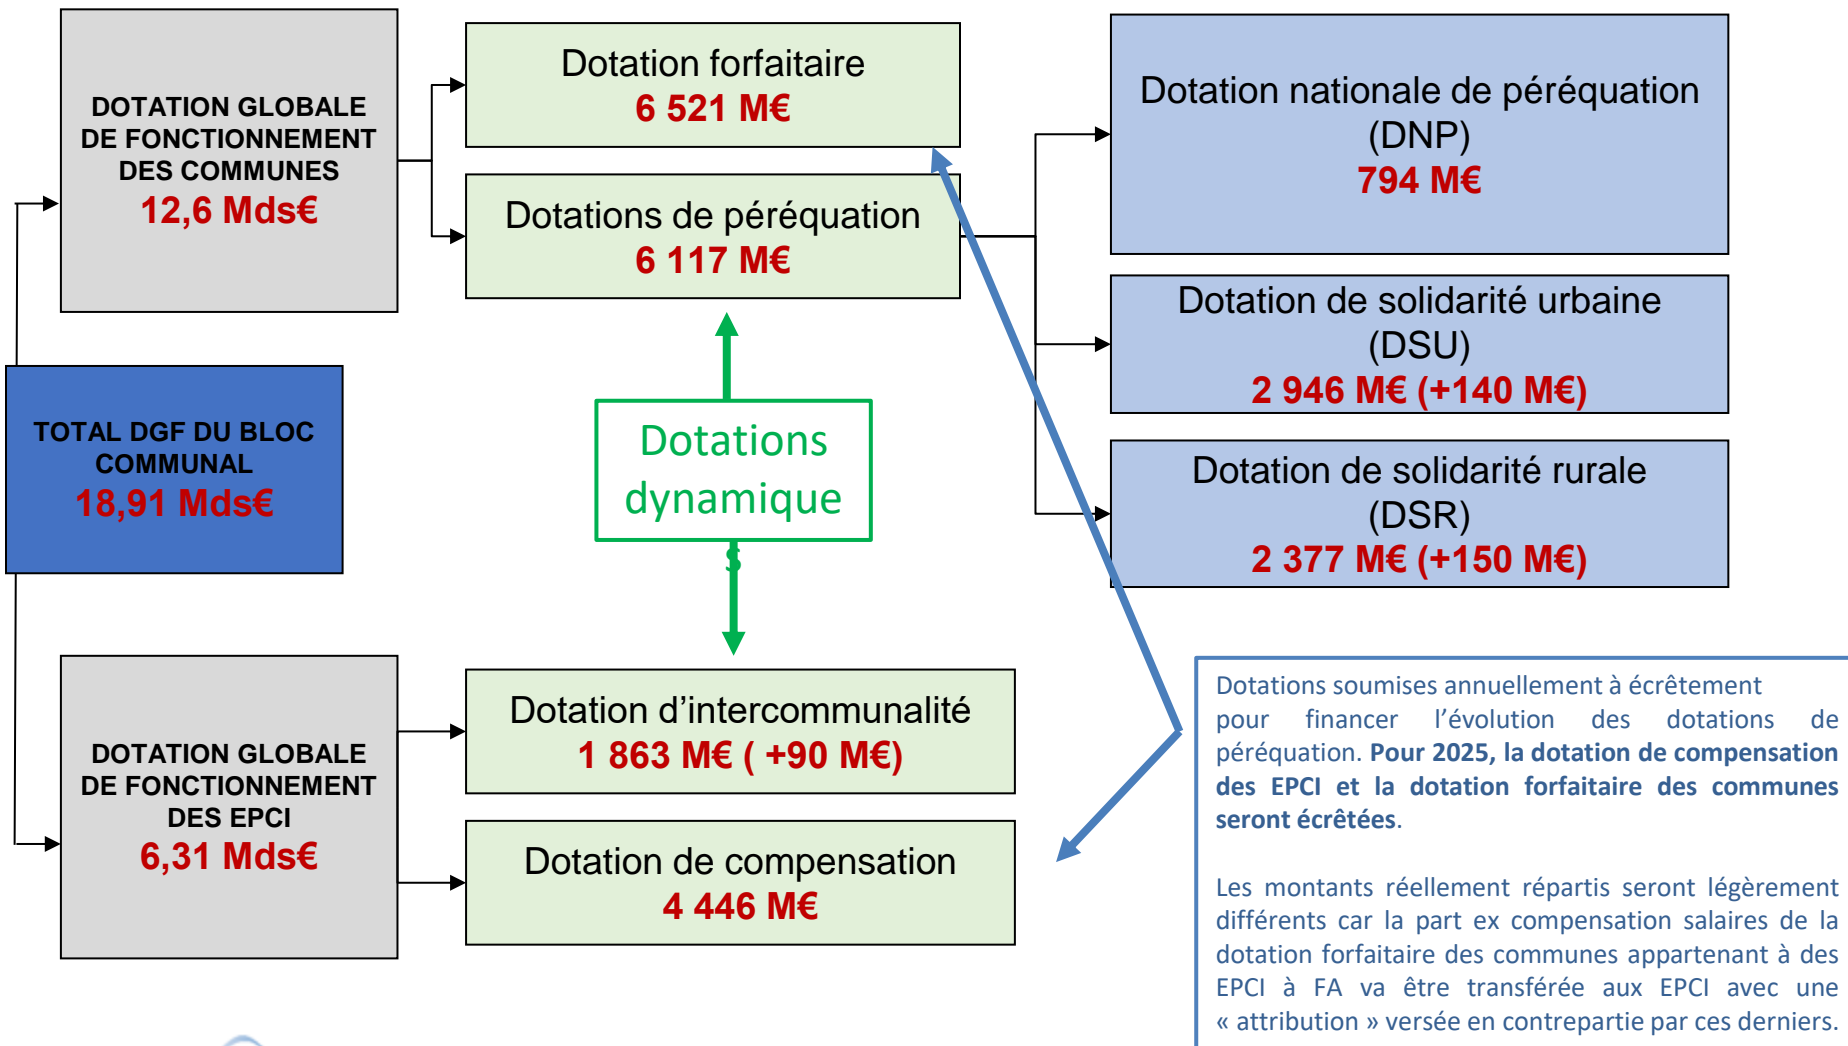 DOTATION GLOBALE
DE FONCTIONNEMENT
DES COMMUNES
12,6 Mds€
Dotation forfaitaire
6 521 M€
Dotations de péréquation
6 117 M€
Dotation nationale de péréquation
(DNP)
794 M€
Dotation de solidarité urbaine
(DSU)
2 946 M€ (+140 M€)
Dotation de solidarité rurale
(DSR)
2 377 M€ (+150 M€)
TOTAL DGF DU BLOC
COMMUNAL
18,91 Mds€
Dotations
dynamique
s
DOTATION GLOBALE
DE FONCTIONNEMENT
DES EPCI
6,31 Mds€
Dotation d’intercommunalité
1 863 M€ ( +90 M€)
Dotation de compensation
4 446 M€
Dotations soumises annuellement à écrêtement
pour financer l’évolution des dotations de
péréquation. Pour 2025, la dotation de compensation
des EPCI et la dotation forfaitaire des communes
seront écrêtées.
Les montants réellement répartis seront légèrement
différents car la part ex compensation salaires de la
dotation forfaitaire des communes appartenant à des
EPCI à FA va être transférée aux EPCI avec une
« attribution » versée en contrepartie par ces derniers.